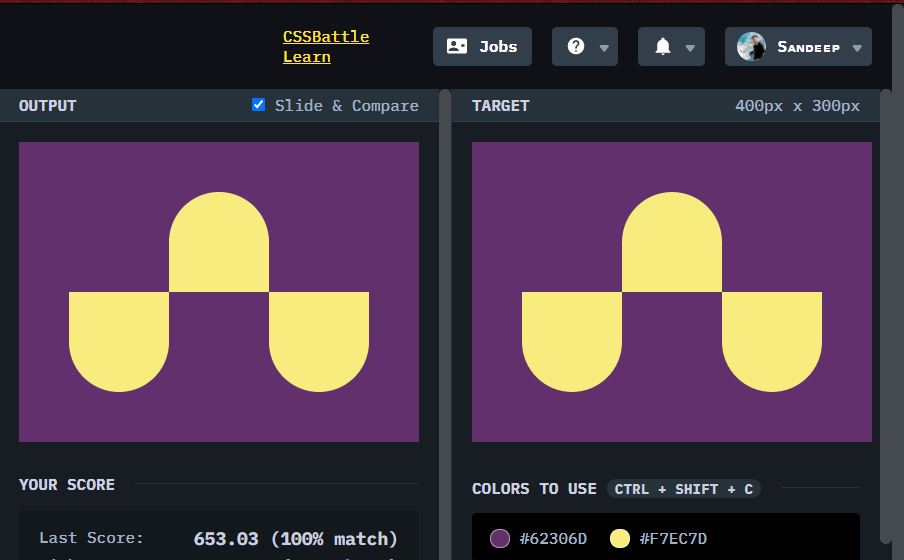 CSSBattle
Learn
Jobs
Sandeep
OUTPUT
Slide & Compare
TARGET
400px x 300px
YOUR SCORE
COLORS TO USE CTRL + SHIFT + C
Last Score: 653.03 (100% match)
#62306D #F7EC7D